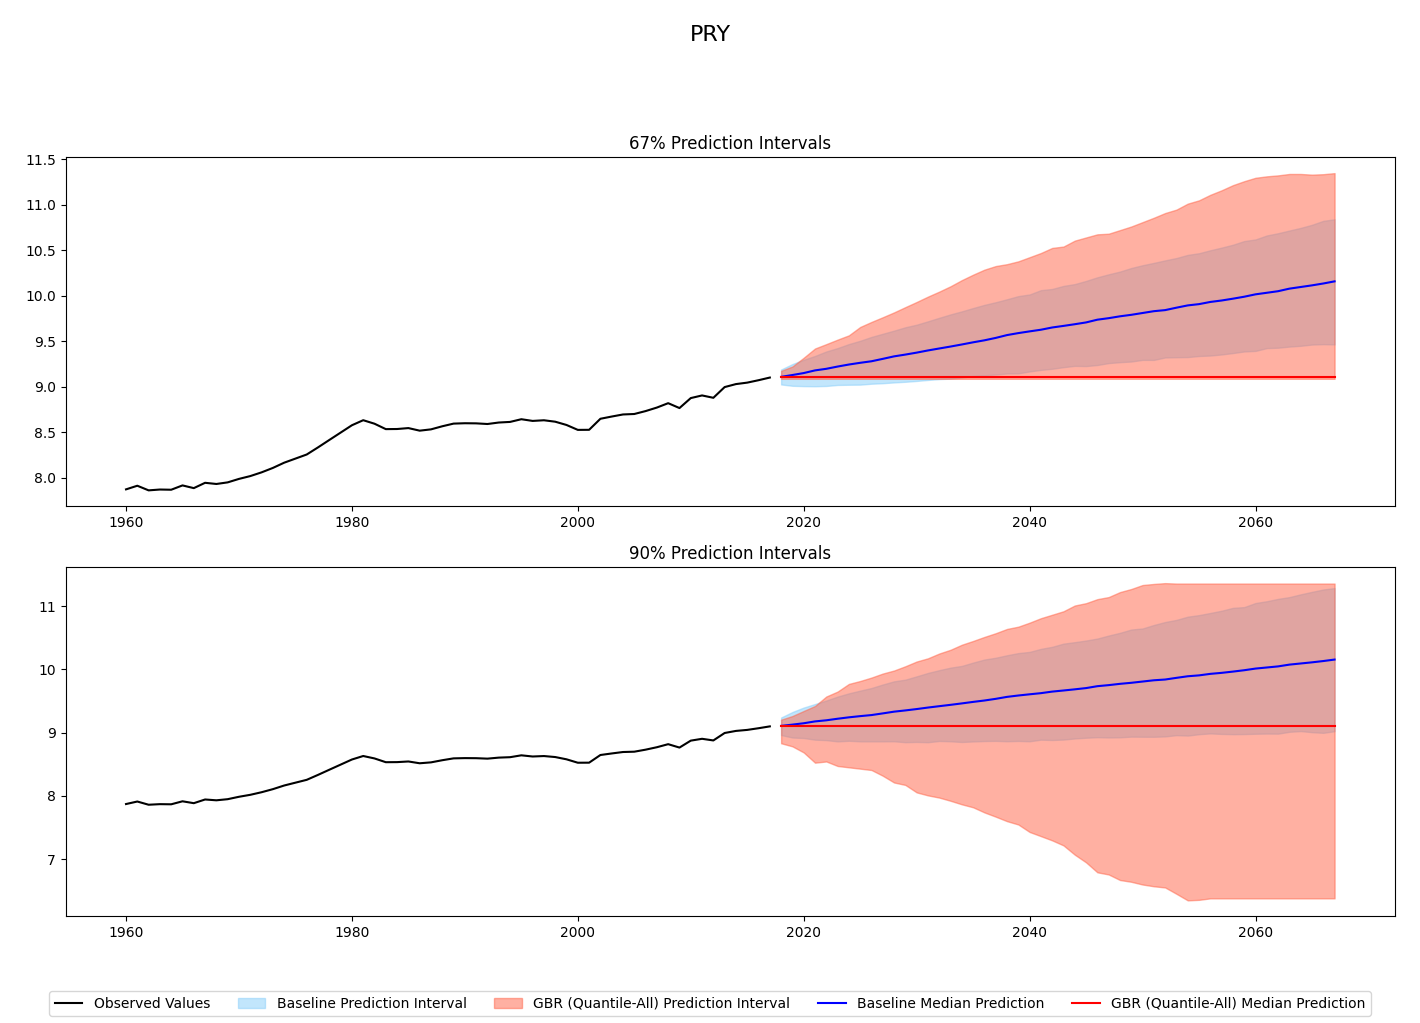 PRY
67% Prediction Intervals
11.5
11.0
10.5
10.0
9.5
9.0
8.5
8.0
1960 1980 2000 2020 2040 2060
90% Prediction Intervals
11
10
9
8
7
1960 1980 2000 2020 2040 2060
Observed Values Baseline Prediction Interval GBR (Quantile-All) Prediction Interval Baseline Median Prediction GBR (Quantile-All) Median Prediction